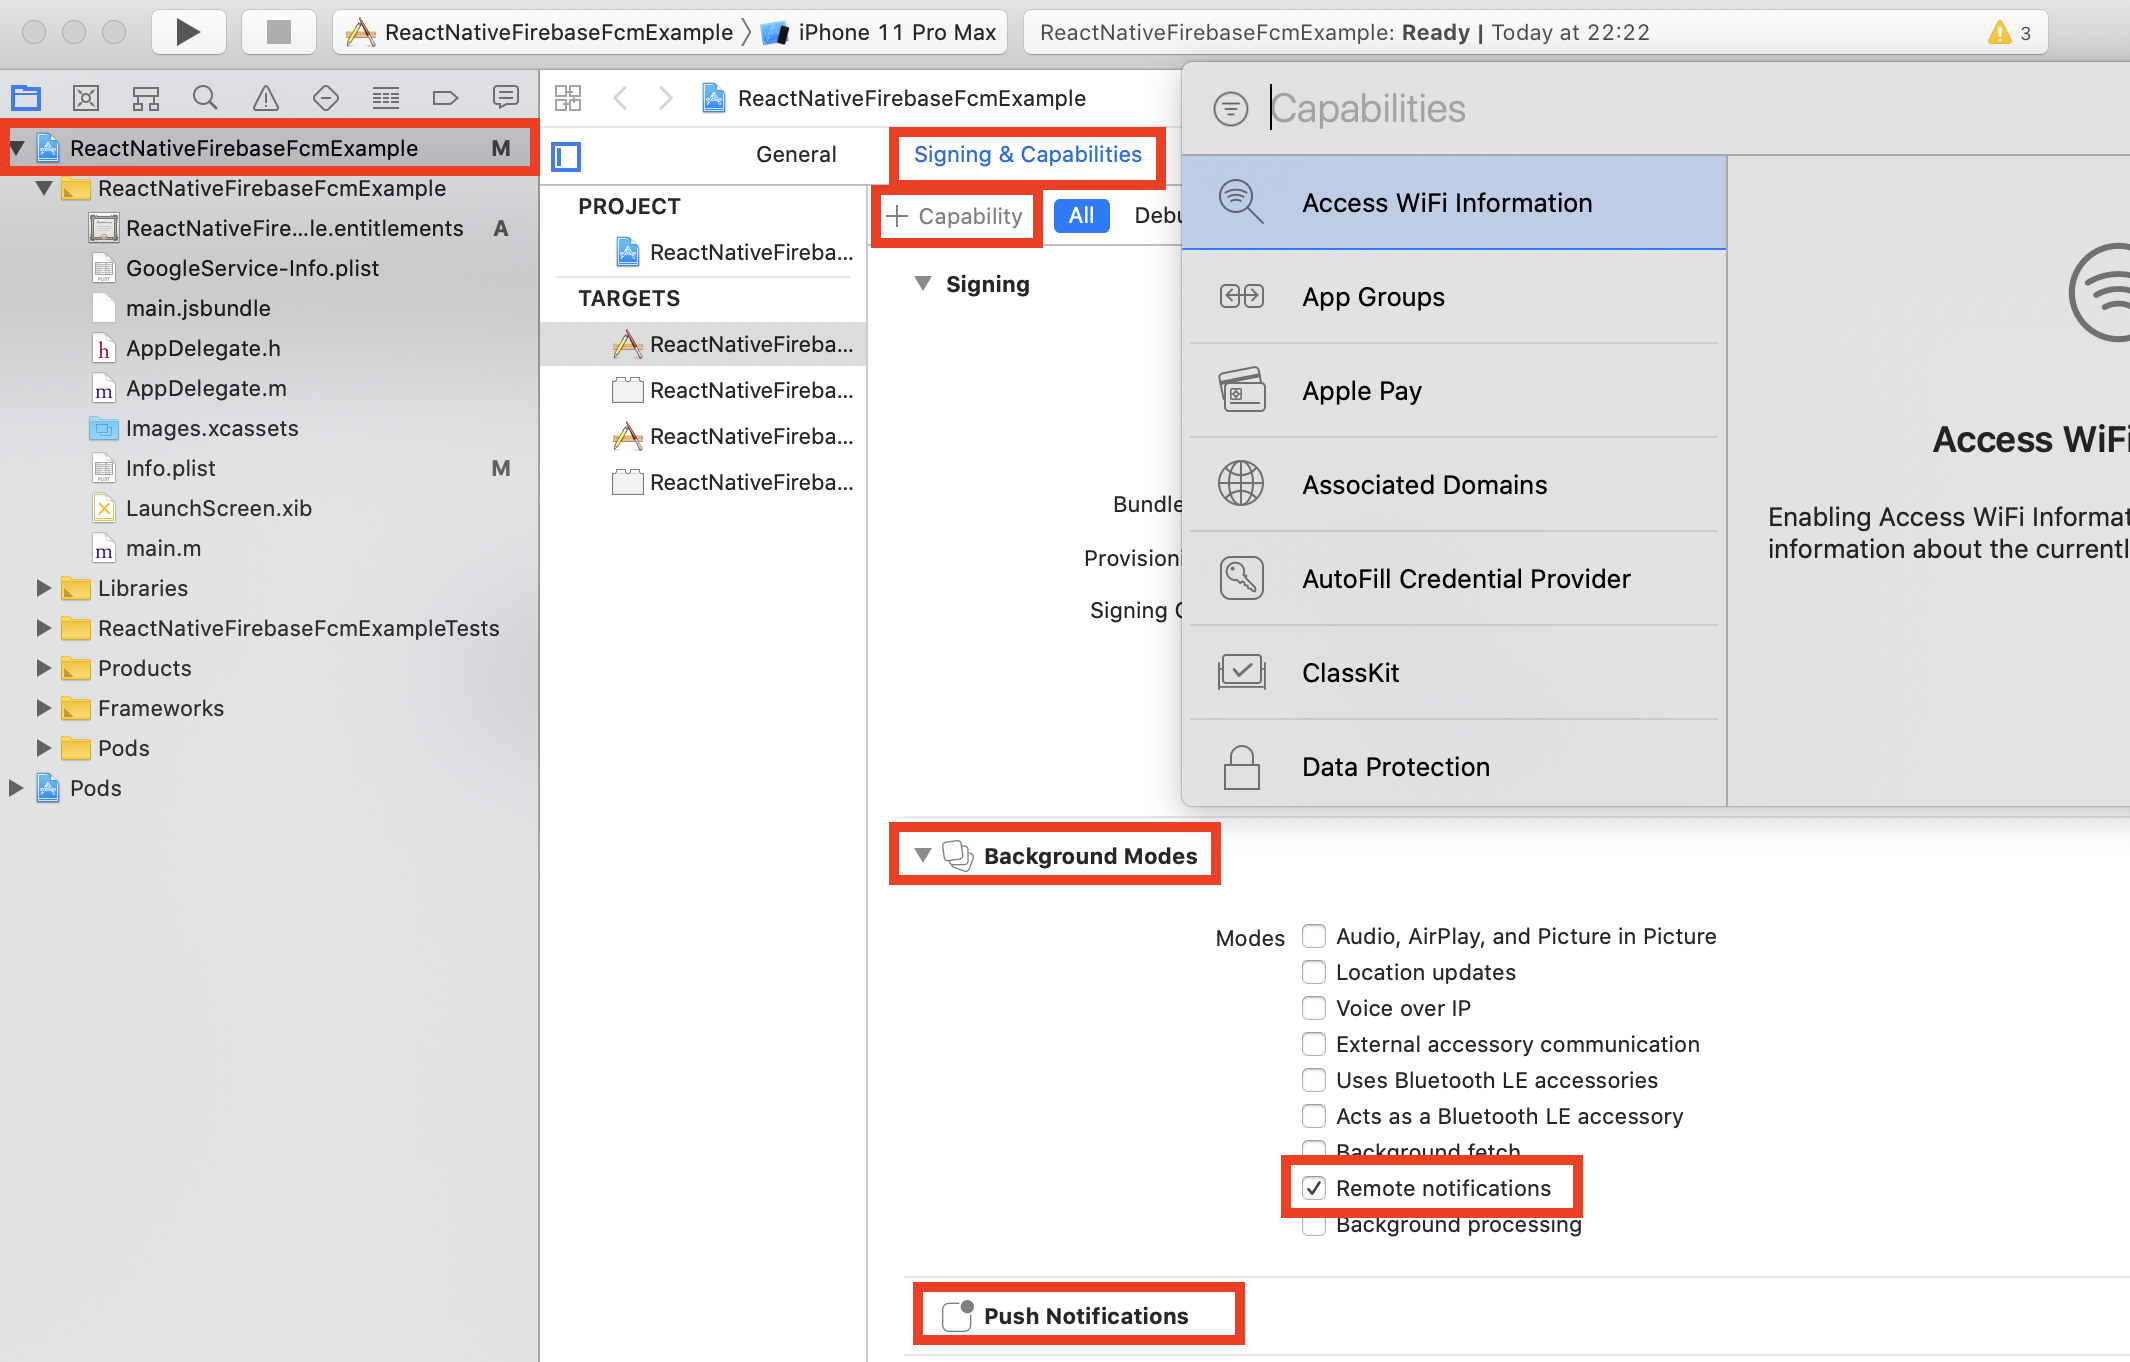 ReactNativeFirebaseFcmExample
iPhone 11 Pro Max
ReactNativeFirebaseFcmExample: Ready | Today at 22:22
3
ReactNativeFirebaseFcmExample M
ReactNativeFirebaseFcmExample
ReactNativeFire...le.entitlements A
GoogleService-Info.plist
main.jsbundle
AppDelegate.h
AppDelegate.m
Images.xcassets
Info.plist M
LaunchScreen.xib
main.m
Libraries
ReactNativeFirebaseFcmExampleTests
Products
Frameworks
Pods
Pods
ReactNativeFirebaseFcmExample
General
Signing & Capabilities
PROJECT
ReactNativeFireba...
TARGETS
ReactNativeFireba...
ReactNativeFireba...
ReactNativeFireba...
ReactNativeFireba...
+ Capability
All
Debu
Signing
Bundle
Provisioni
Signing C
Capabilities
Access WiFi Information
App Groups
Apple Pay
Associated Domains
AutoFill Credential Provider
ClassKit
Data Protection
Access WiFi
Enabling Access WiFi Informat
information about the currentl
Background Modes
Modes
Audio, AirPlay, and Picture in Picture
Location updates
Voice over IP
External accessory communication
Uses Bluetooth LE accessories
Acts as a Bluetooth LE accessory
Background fetch
Remote notifications
Background processing
Push Notifications